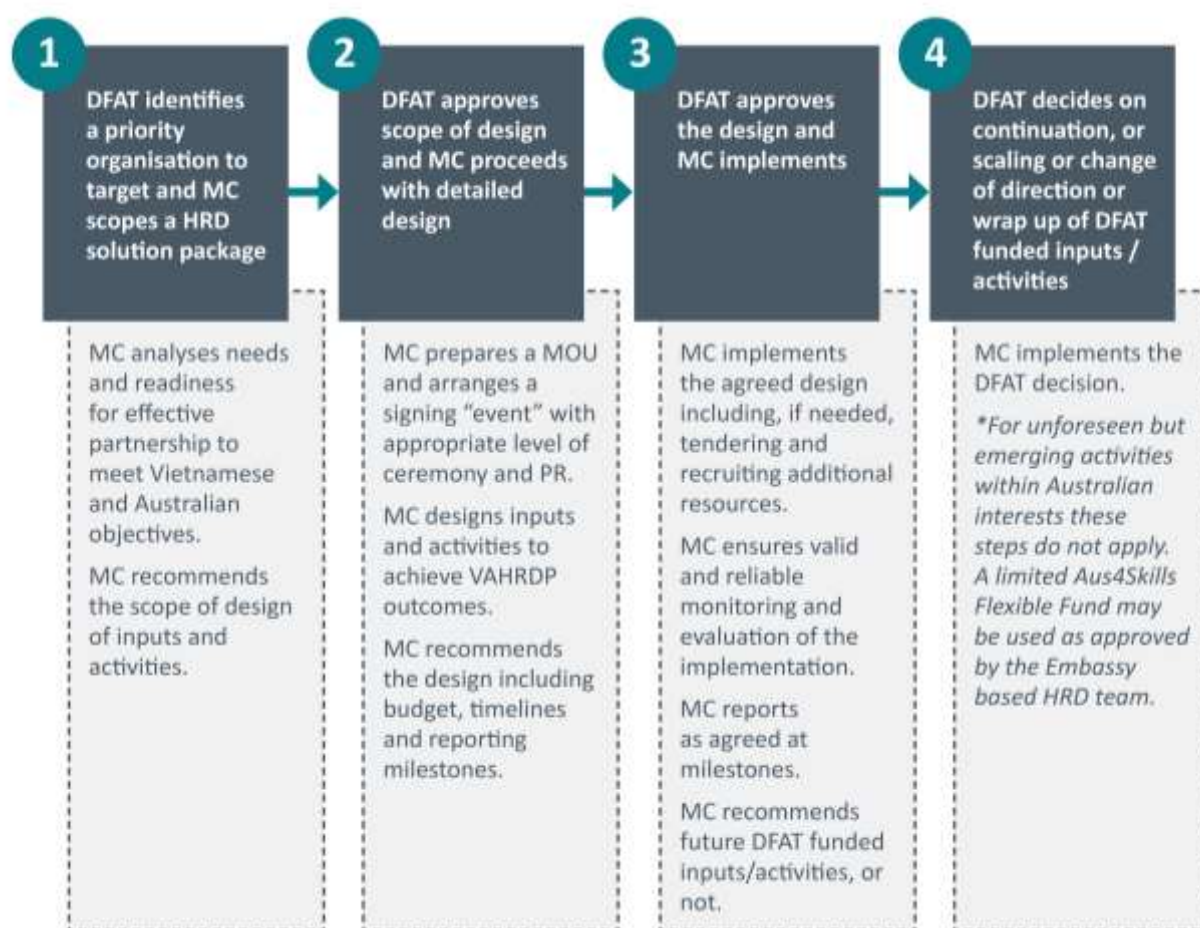 1
DFAT identifies
a priority
organisation to
target and MC
scopes a HRD
solution package
MC analyses needs
and readiness
for effective
partnership to
meet Vietnamese
and Australian
objectives.
MC recommends
the scope of design
of inputs and
activities.
2
DFAT approves
scope of design
and MC proceeds
with detailed
design
MC prepares a MOU
and arranges a
signing “event” with
appropriate level of
ceremony and PR.
MC designs inputs
and activities to
achieve VAHRDP
outcomes.
MC recommends
the design including
budget, timelines
and reporting
milestones.
3
DFAT approves
the design and
MC implements
MC implements
the agreed design
including, if needed,
tendering and
recruiting additional
resources.
MC ensures valid
and reliable
monitoring and
evaluation of the
implementation.
MC reports
as agreed at
milestones.
MC recommends
future DFAT funded
inputs/activities, or
not.
4
DFAT decides on
continuation, or
scaling or change
of direction or
wrap up of DFAT
funded inputs /
activities
MC implements the
DFAT decision.
*For unforeseen but
emerging activities
within Australian
interests these
steps do not apply.
A limited Aus4Skills
Flexible Fund may
be used as approved
by the Embassy
based HRD team.